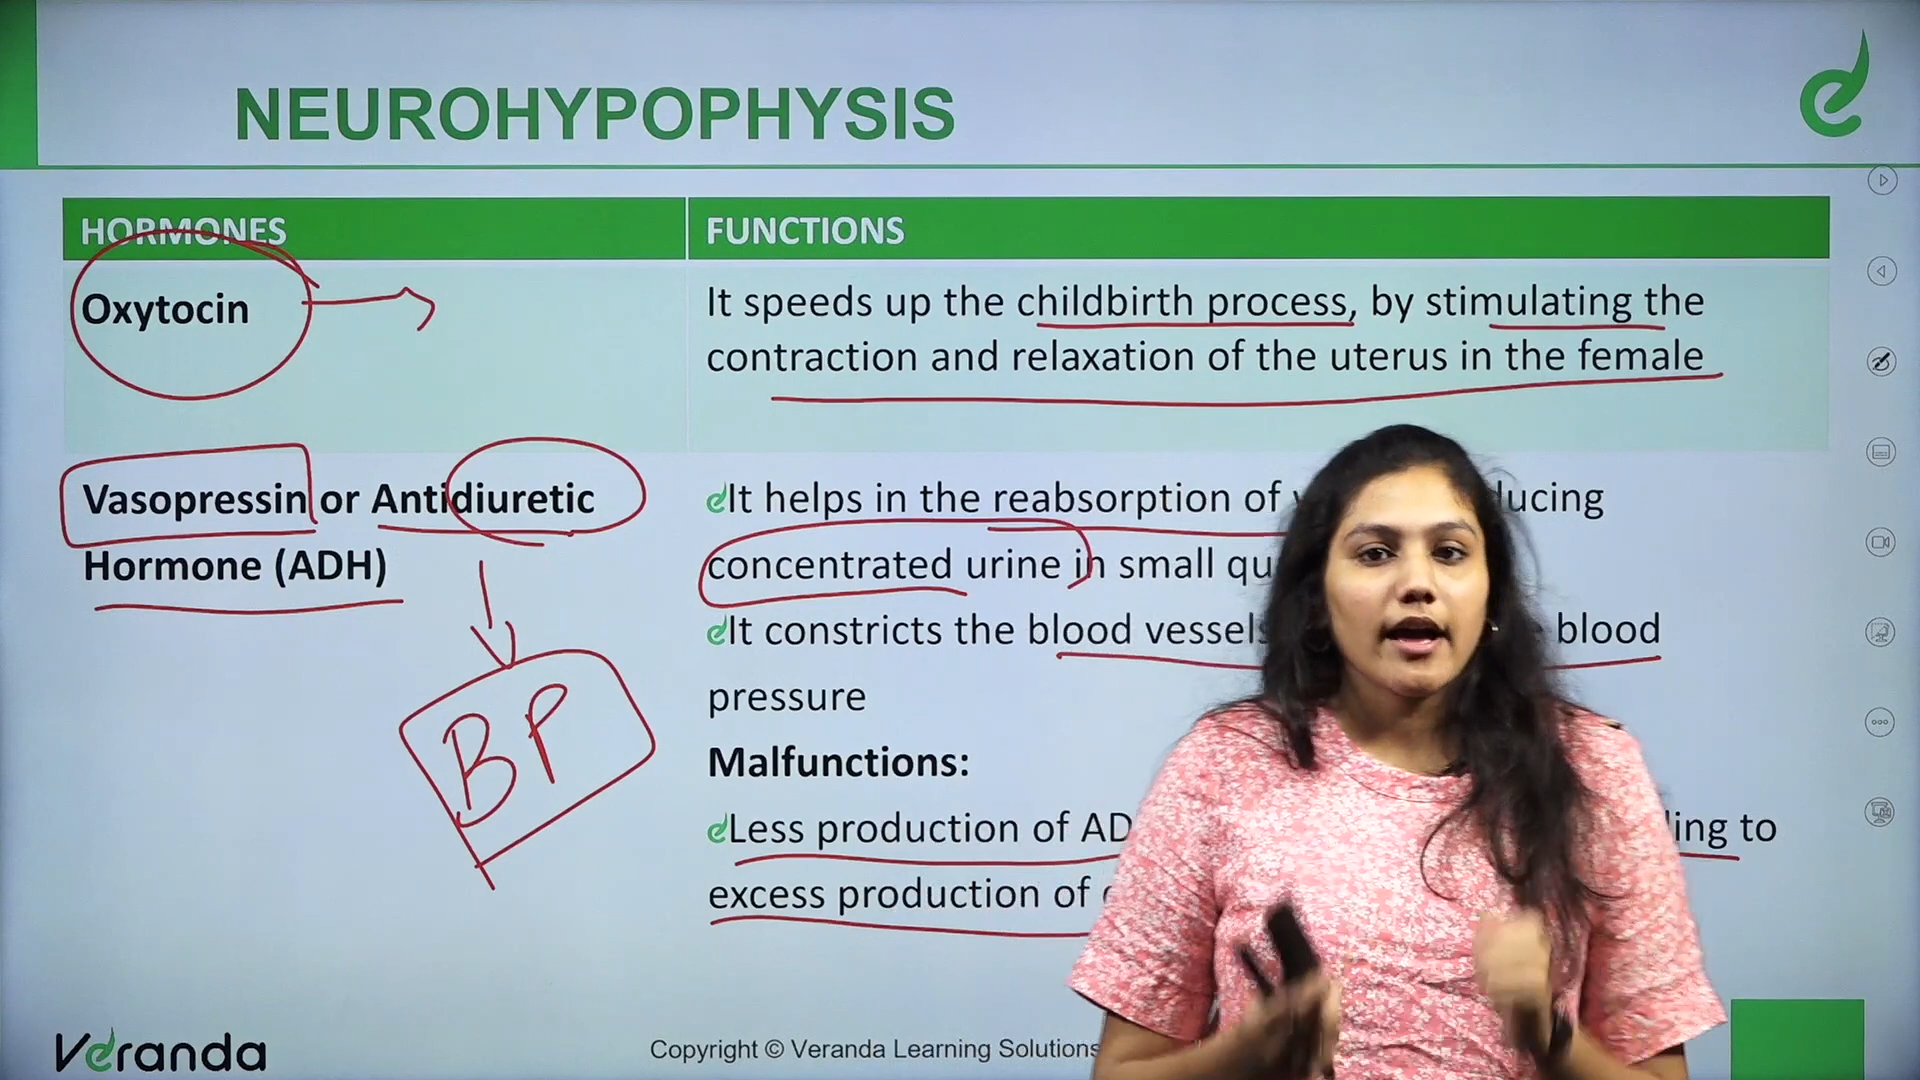 NEUROHYPOPHYSIS
HORMONES
FUNCTIONS
Oxytocin
It speeds up the childbirth process, by stimulating the
contraction and relaxation of the uterus in the female
Vasopressin or Antidiuretic
Hormone (ADH)
It helps in the reabsorption of ducing
concentrated urine in small qu
It constricts the blood vessels blood
pressure
BP
Malfunctions:
Less production of AD ing to
excess production of
Veranda
Copyright © Veranda Learning Solutions